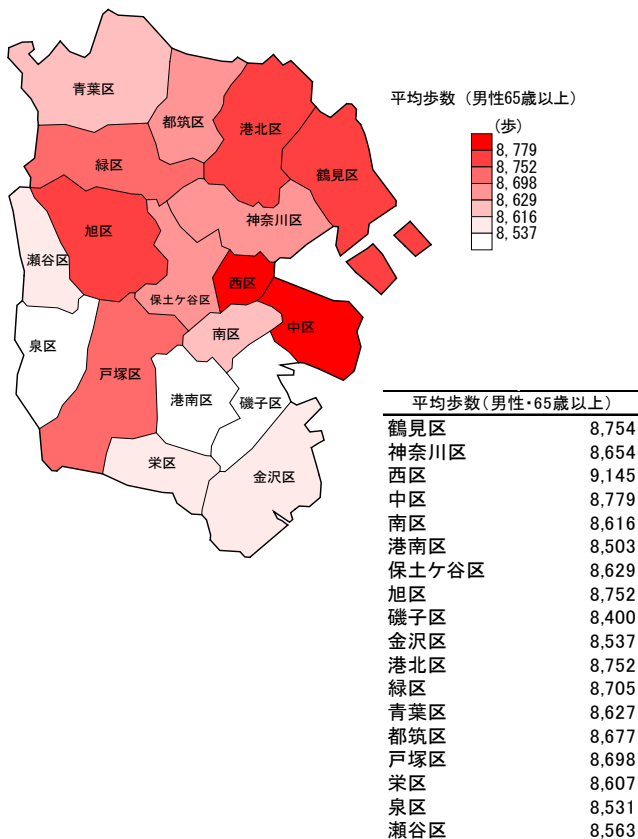 青葉区
都筑区
港北区
鶴見区
緑区
神奈川区
旭区
瀬谷区
保土ケ谷区
西区
中区
南区
泉区
戸塚区
港南区
磯子区
栄区
金沢区
平均歩数 (男性65歳以上)
(歩)
8,779
8,752
8,698
8,629
8,616
8,537
平均歩数(男性・65歳以上)
鶴見区 8,754
神奈川区 8,654
西区 9,145
中区 8,779
南区 8,616
港南区 8,503
保土ケ谷区 8,629
旭区 8,752
磯子区 8,400
金沢区 8,537
港北区 8,752
緑区 8,705
青葉区 8,627
都筑区 8,677
戸塚区 8,698
栄区 8,607
泉区 8,531
瀬谷区 8,563